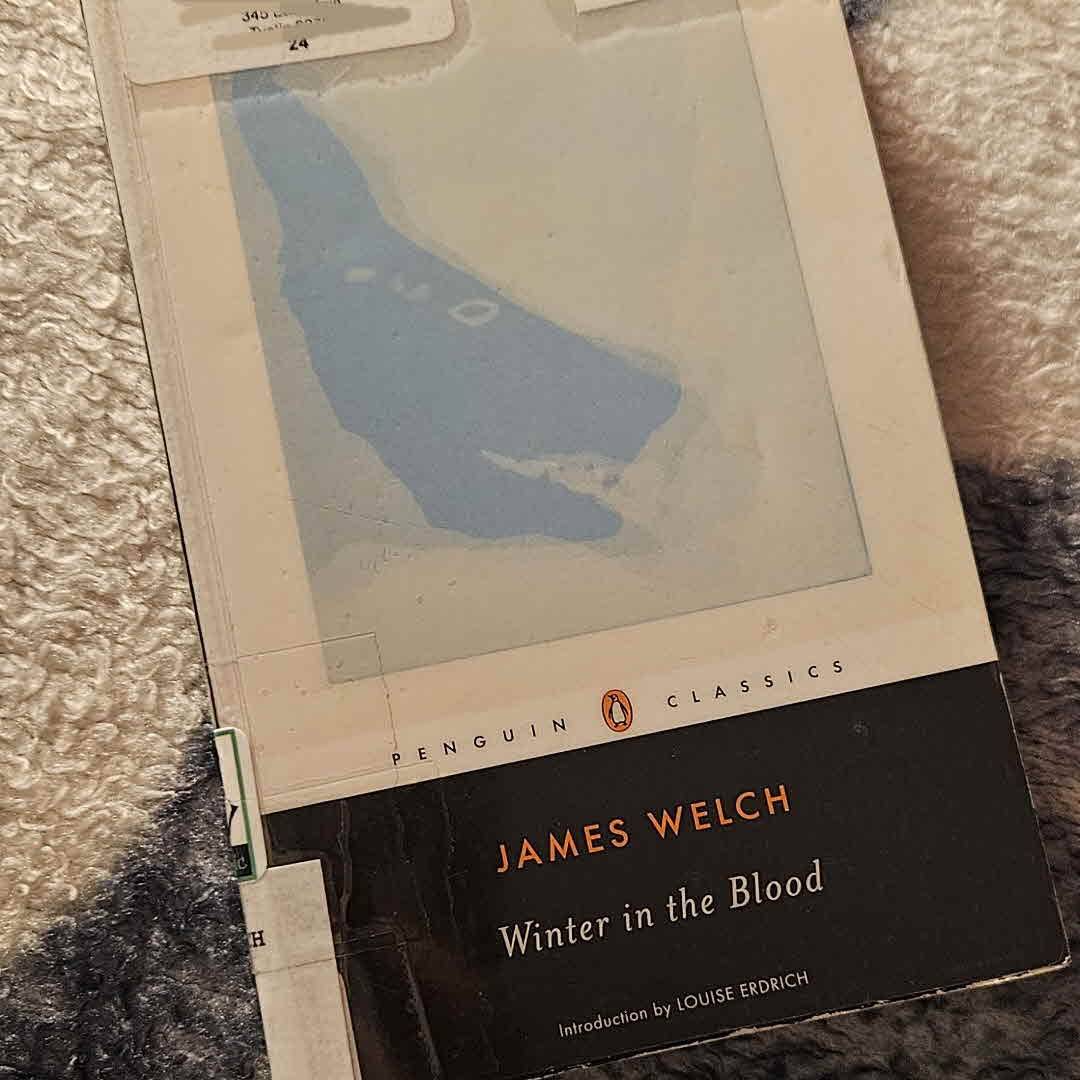 24
PENGUIN CLASSICS
JAMES WELCH
Winter in the Blood
Introduction by LOUISE ERDRICH
H